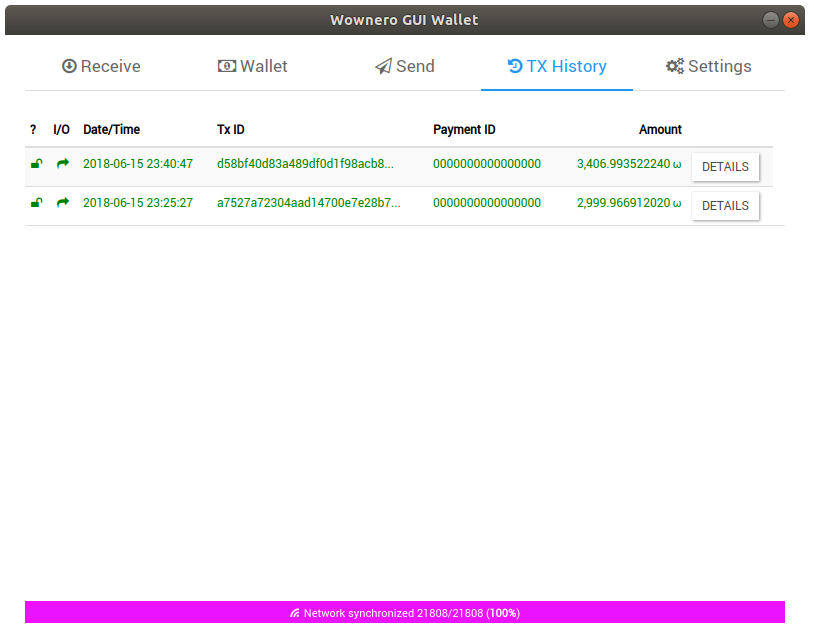 Wownero GUI Wallet
Receive Wallet Send TX History Settings
? I/O Date/Time Tx ID Payment ID Amount
2018-06-15 23:40:47 d58bf40d83a489df0d1f98acb8... 0000000000000000 3,406.993522240 ω DETAILS
2018-06-15 23:25:27 a7527a72304aad14700e7e28b7... 0000000000000000 2,999.966912020 ω DETAILS
Network synchronized 21808/21808 (100%)